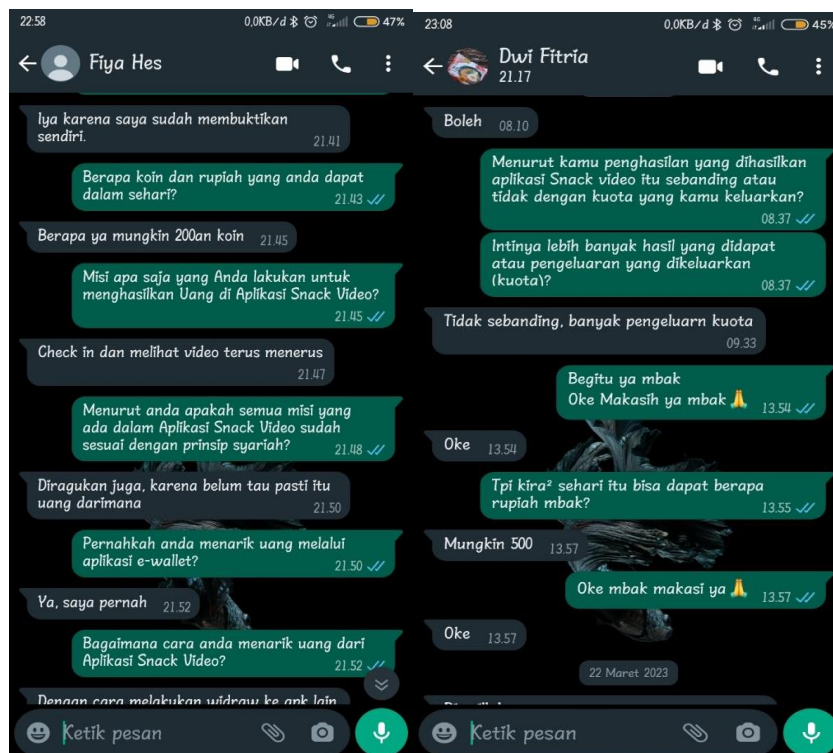 22:58
0,0KB/d
47%
Fiya Hes
Iya karena saya sudah membuktikan
sendiri.
21.41
Berapa koin dan rupiah yang anda dapat
dalam sehari?
21.43
Berapa ya mungkin 200an koin
21.45
Misi apa saja yang Anda lakukan untuk
menghasilkan Uang di Aplikasi Snack Video?
21.45
Check in dan melihat video terus menerus
21.47
Menurut anda apakah semua misi yang
ada dalam Aplikasi Snack Video sudah
sesuai dengan prinsip syariah?
21.48
Diragukan juga, karena belum tau pasti itu
uang darimana
21.50
Pernahkah anda menarik uang melalui
aplikasi e-wallet?
21.50
Ya, saya pernah
21.52
Bagaimana cara anda menarik uang dari
Aplikasi Snack Video?
21.52
Dengan cara melakukan widraw ke apk lain
Ketik pesan
23:08
0,0KB/d
45%
Dwi Fitria
21.17
Boleh
08.10
Menurut kamu penghasilan yang dihasilkan
aplikasi Snack video itu sebanding atau
tidak dengan kuota yang kamu keluarkan?
08.37
Intinya lebih banyak hasil yang didapat
atau pengeluaran yang dikeluarkan
(kuota)?
08.37
Tidak sebanding, banyak pengeluarn kuota
09.33
Begitu ya mbak
Oke Makasih ya mbak 🙏
13.54
Oke
13.54
Tpi kira² sehari itu bisa dapat berapa
rupiah mbak?
13.55
Mungkin 500
13.57
Oke mbak makasi ya 🙏
13.57
Oke
13.57
22 Maret 2023
Ketik pesan